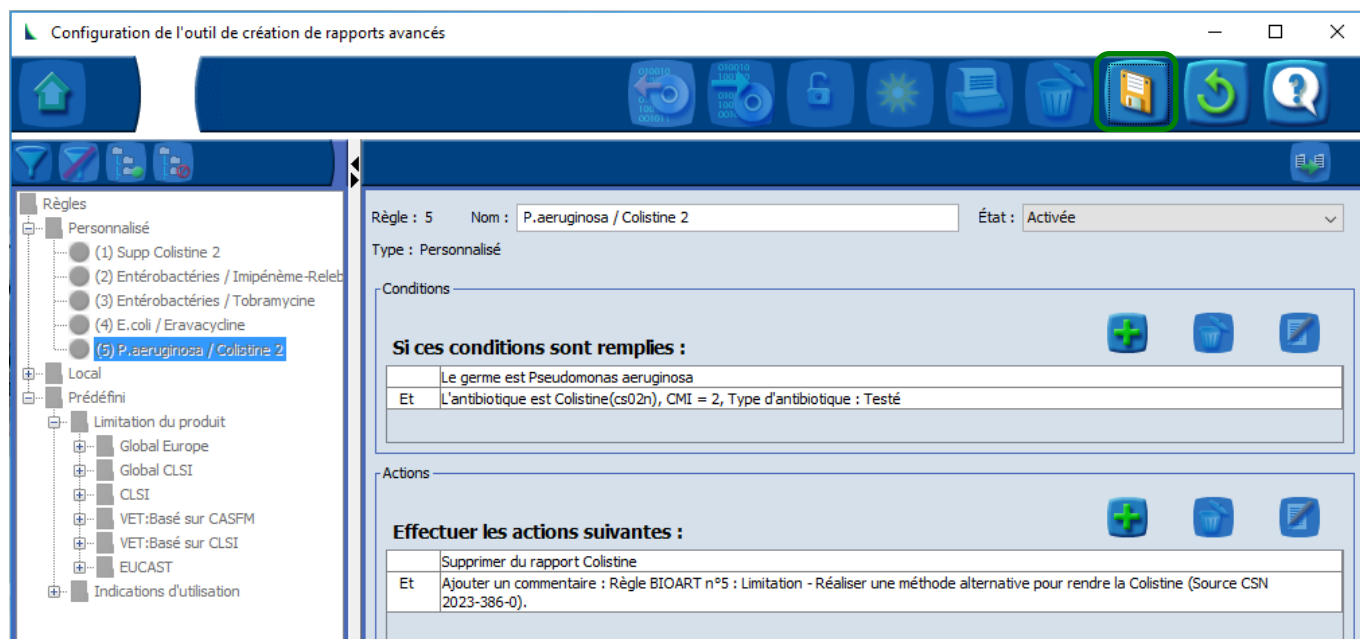 Configuration de l'outil de création de rapports avancés
Règles
Personnalisé
(1) Supp Colistine 2
(2) Entérobactéries / Imipénème-Releb
(3) Entérobactéries / Tobramycine
(4) E.coli / Eravacycline
(5) P.aeruginosa / Colistine 2
Local
Prédéfini
Limitation du produit
Global Europe
Global CLSI
CLSI
VET:Basé sur CASFM
VET:Basé sur CLSI
EUCAST
Indications d'utilisation
Règle : 5 Nom : P.aeruginosa / Colistine 2 État : Activée
Type : Personnalisé
Conditions
Si ces conditions sont remplies :
Le germe est Pseudomonas aeruginosa
Et L'antibiotique est Colistine(cs02n), CMI = 2, Type d'antibiotique : Testé
Actions
Effectuer les actions suivantes :
Supprimer du rapport Colistine
Et Ajouter un commentaire : Règle BIOART n°5 : Limitation - Réaliser une méthode alternative pour rendre la Colistine (Source CSN
2023-386-0).